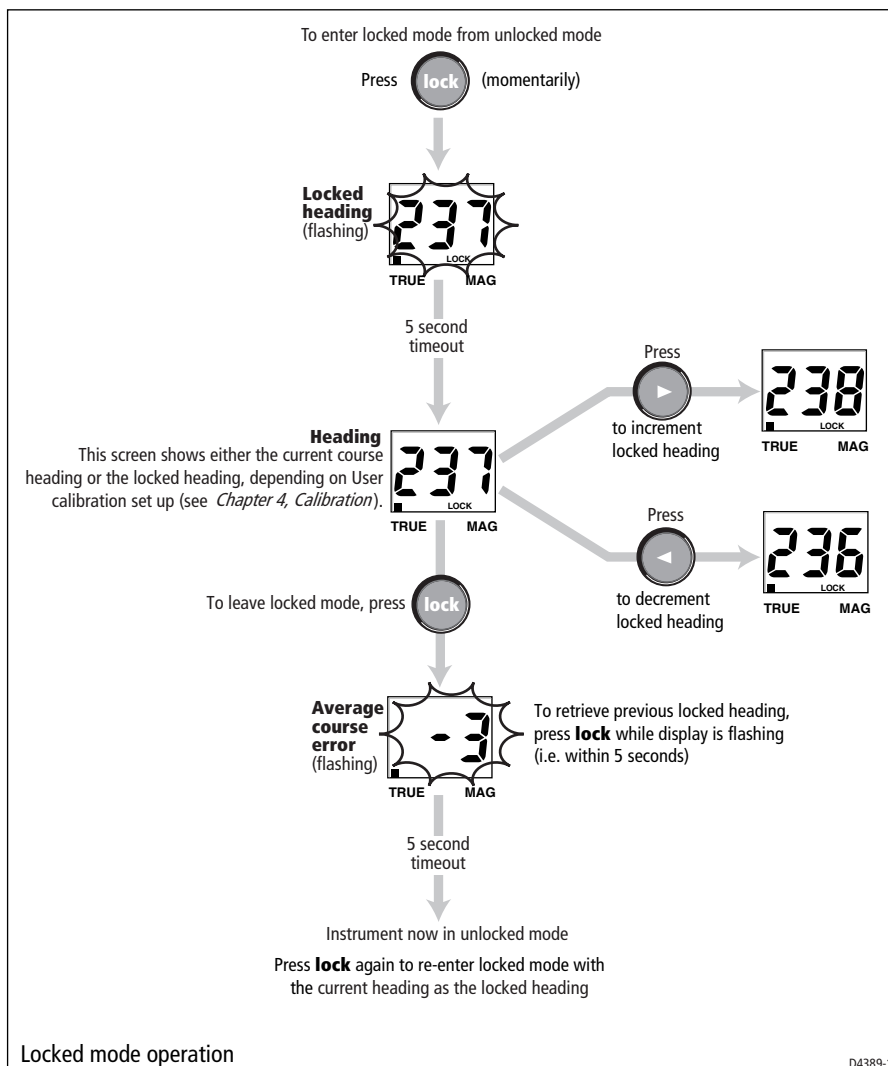 To enter locked mode from unlocked mode
Press lock (momentarily)
Locked
heading
(flashing)
237
LOCK
TRUE MAG
5 second
timeout
Heading
This screen shows either the current course
heading or the locked heading, depending on User
calibration set up (see Chapter 4, Calibration).
237
LOCK
TRUE MAG
Press
to increment
locked heading
238
LOCK
TRUE MAG
Press
to decrement
locked heading
236
LOCK
TRUE MAG
To leave locked mode, press lock
Average
course
error
(flashing)
-3
TRUE MAG
To retrieve previous locked heading,
press lock while display is flashing
(i.e. within 5 seconds)
5 second
timeout
Instrument now in unlocked mode
Press lock again to re-enter locked mode with
the current heading as the locked heading
Locked mode operation